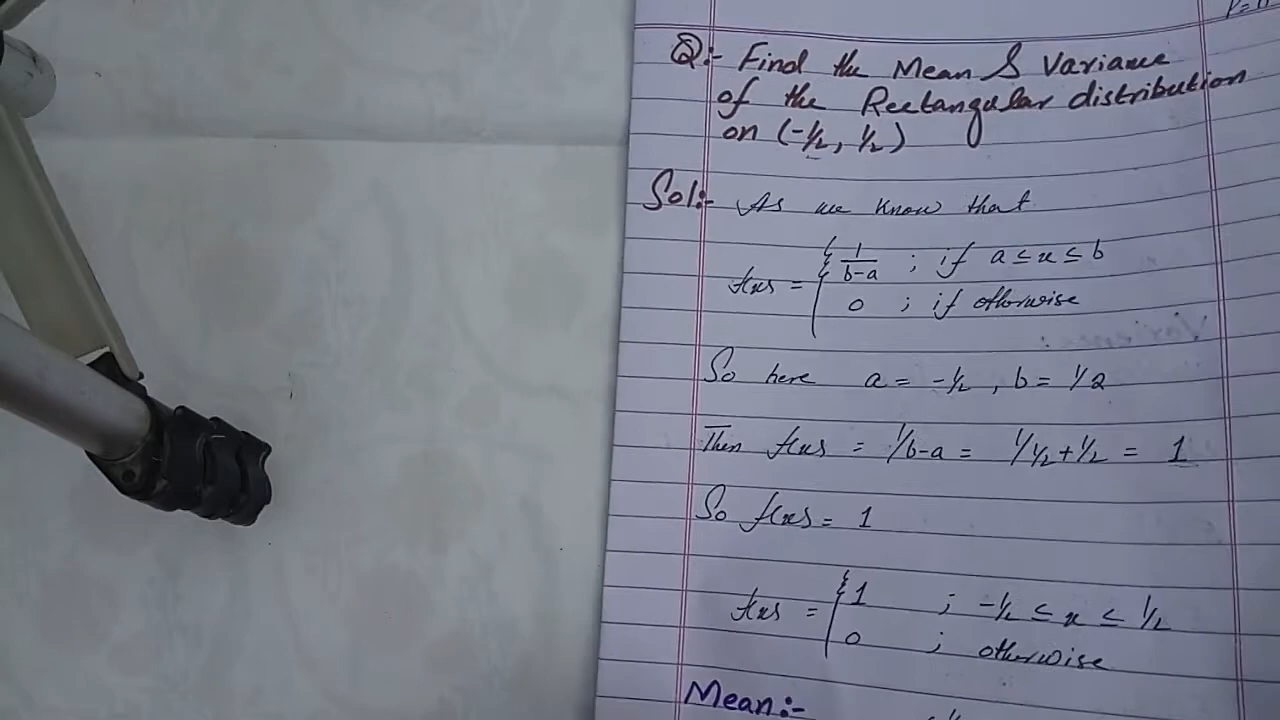 Q:- Find the Mean & Variance
of the Rectangular distribution
on (-1/2, 1/2)
Sol:- As we know that
f(x) = { 1/b-a ; if a ≤ x ≤ b
0 ; if otherwise
So here a = -1/2 , b = 1/2
Then f(x) = 1/b-a = 1/1/2+1/2 = 1
So f(x) = 1
f(x) = { 1 ; -1/2 ≤ x ≤ 1/2
0 ; otherwise
Mean:-